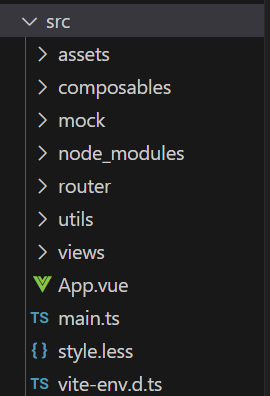 src
assets
composables
mock
node_modules
router
utils
views
App.vue
TS main.ts
{} style.less
TS vite-env.d.ts